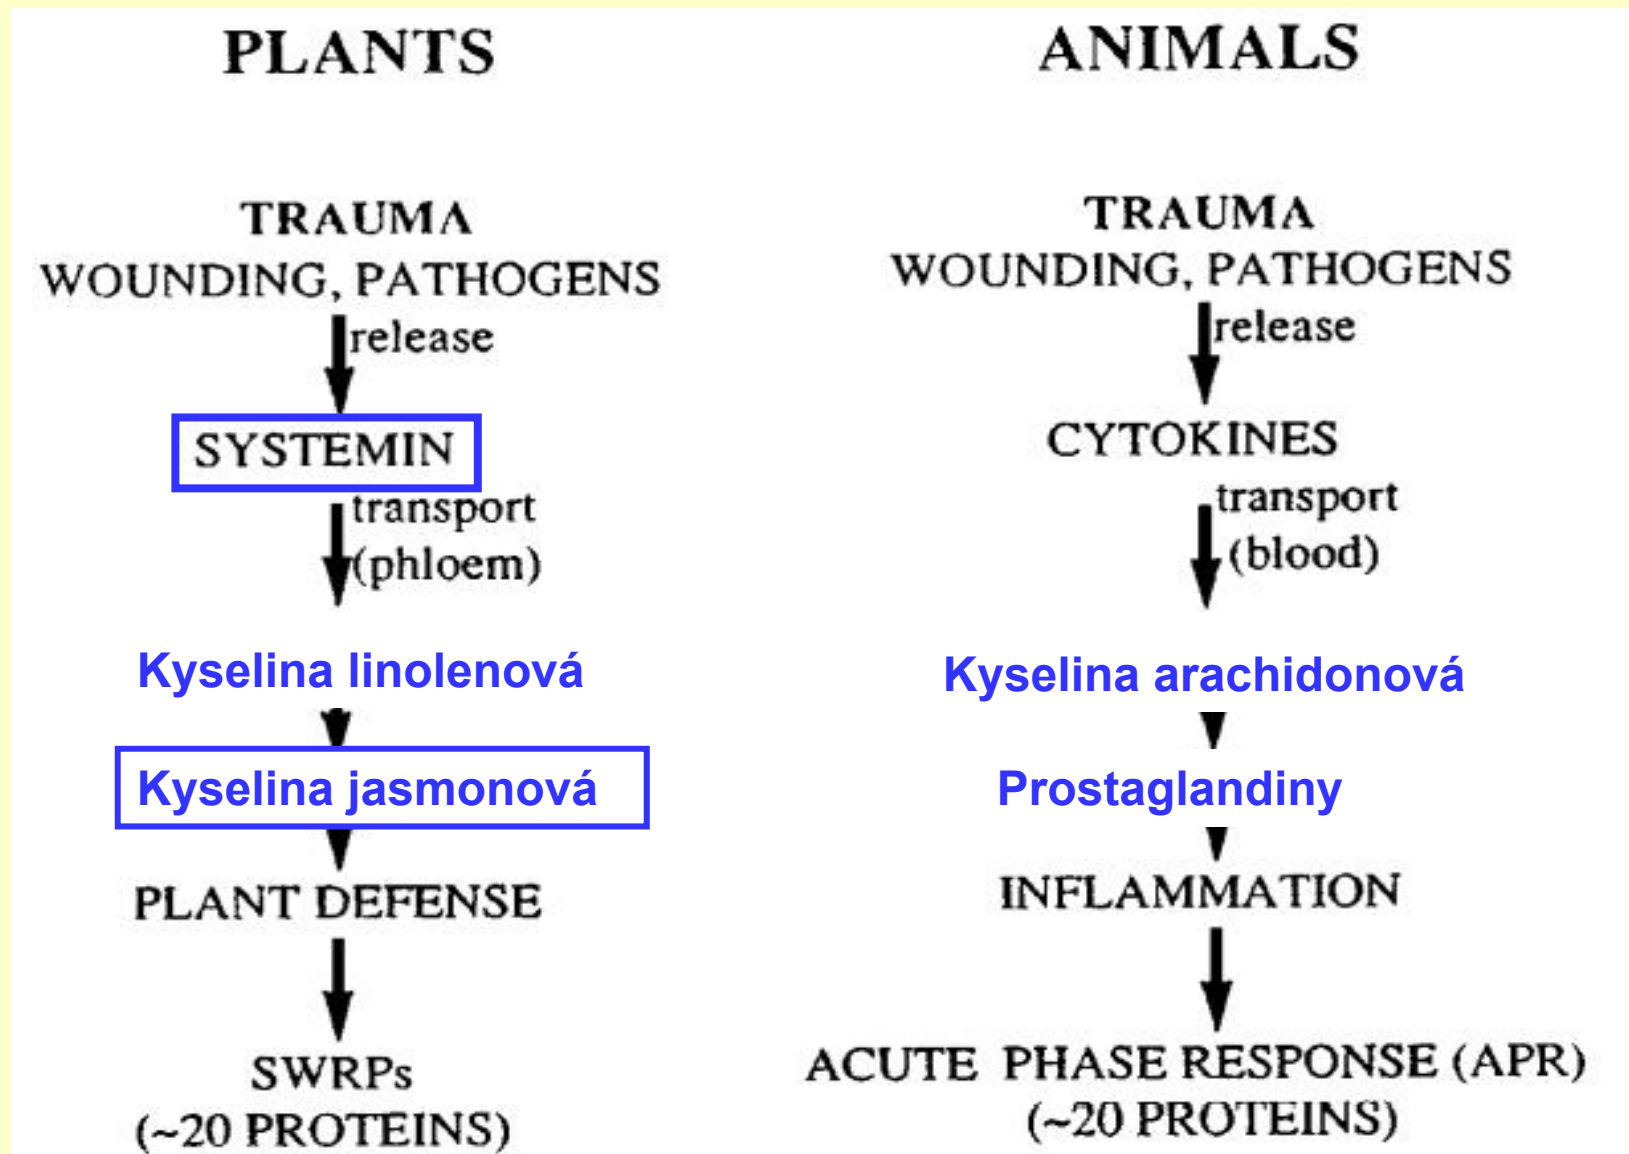 PLANTS
TRAUMA
WOUNDING, PATHOGENS
release
SYSTEMIN
transport
(phloem)
Kyselina linolenová
Kyselina jasmonová
PLANT DEFENSE
SWRPs
(~20 PROTEINS)
ANIMALS
TRAUMA
WOUNDING, PATHOGENS
release
CYTOKINES
transport
(blood)
Kyselina arachidonová
Prostaglandiny
INFLAMMATION
ACUTE PHASE RESPONSE (APR)
(~20 PROTEINS)